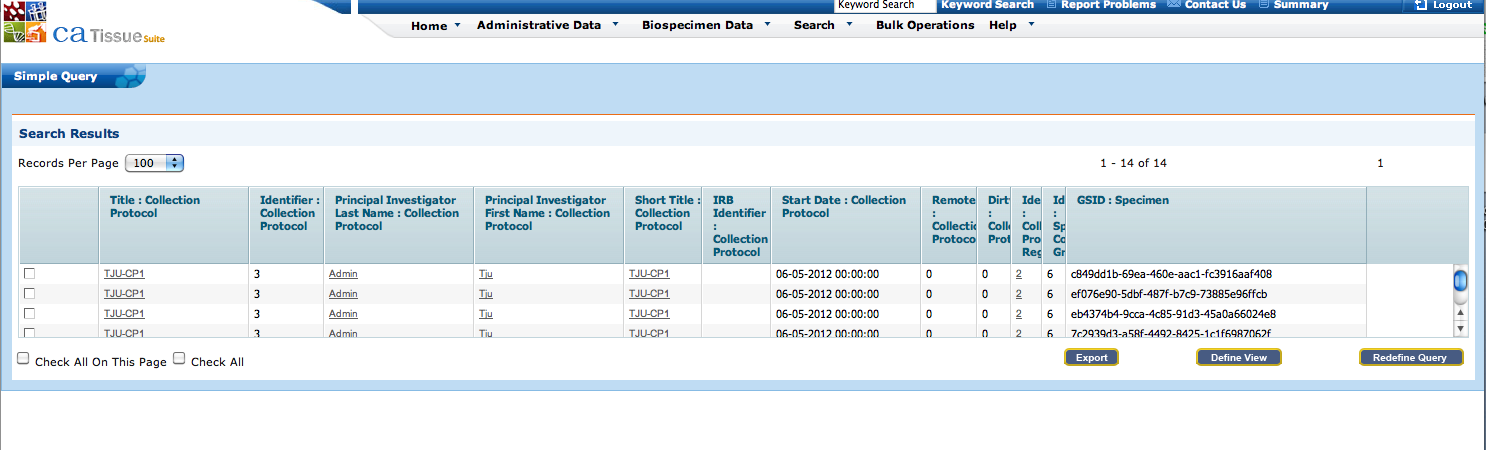 Keyword Search Keyword Search Report Problems Contact Us Summary Logout
ca Tissue Suite
Home Administrative Data Biospecimen Data Search Bulk Operations Help
Simple Query
Search Results
Records Per Page 100 1 - 14 of 14 1
Title : Collection Protocol
Identifier : Collection Protocol
Principal Investigator Last Name : Collection Protocol
Principal Investigator First Name : Collection Protocol
Short Title : Collection Protocol
IRB Identifier : Collection Protocol
Start Date : Collection Protocol
Remote : Collectio Protoco
Dirt : Colle Prot
Ide : Coll Pro Reg
Id : Sp Co Gr
GSID : Specimen
TJU-CP1 3 Admin Tju TJU-CP1 06-05-2012 00:00:00 0 0 2 6 c849dd1b-69ea-460e-aac1-fc3916aaf408
TJU-CP1 3 Admin Tju TJU-CP1 06-05-2012 00:00:00 0 0 2 6 ef076e90-5dbf-487f-b7c9-73885e96ffcb
TJU-CP1 3 Admin Tju TJU-CP1 06-05-2012 00:00:00 0 0 2 6 eb4374b4-9cca-4c85-91d3-45a0a66024e8
TJU-CP1 3 Admin Tju TJU-CP1 06-05-2012 00:00:00 0 0 2 6 7c2939d3-a58f-4492-8425-1c1f6987062f
Check All On This Page Check All Export Define View Redefine Query